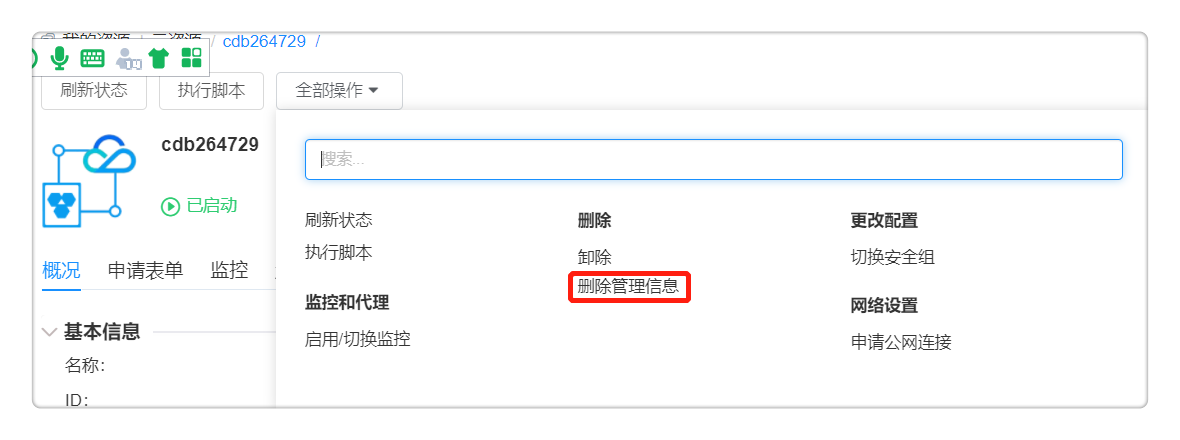 / cdb264729 /
刷新状态 执行脚本 全部操作
cdb264729
搜索...
已启动
刷新状态 删除 更改配置
执行脚本 卸除 切换安全组
概况 申请表单 监控
删除管理信息
监控和代理 网络设置
基本信息
启用/切换监控 申请公网连接
名称:
ID: